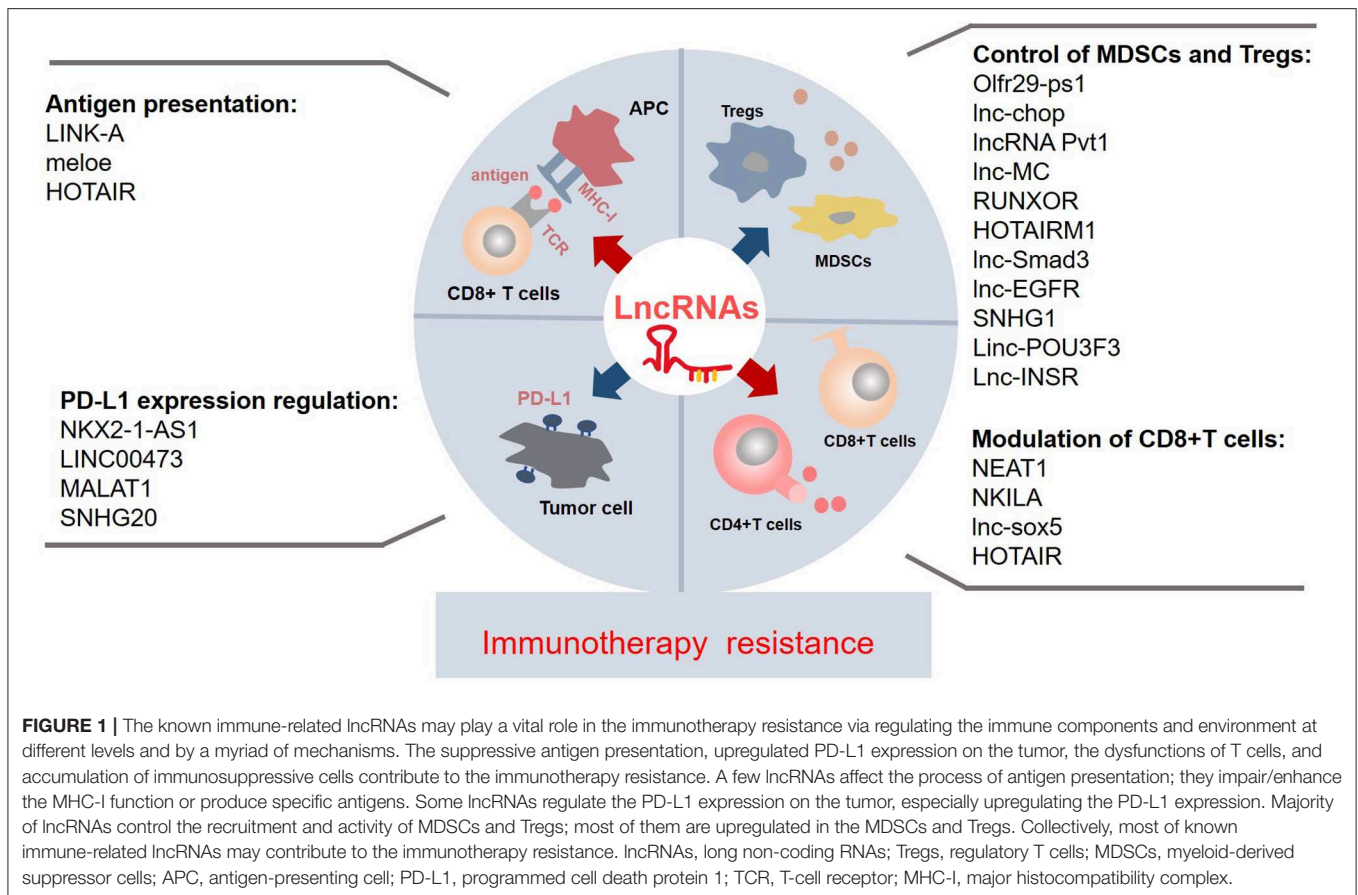 Antigen presentation:
LINK-A
meloe
HOTAIR
PD-L1 expression regulation:
NKX2-1-AS1
LINC00473
MALAT1
SNHG20
APC
antigen
MHC-I
TCR
CD8+ T cells
Tregs
MDSCs
LncRNAs
PD-L1
Tumor cell
CD8+T cells
CD4+T cells
Control of MDSCs and Tregs:
Olfr29-ps1
lnc-chop
lncRNA Pvt1
lnc-MC
RUNXOR
HOTAIRM1
lnc-Smad3
lnc-EGFR
SNHG1
Linc-POU3F3
Lnc-INSR
Modulation of CD8+T cells:
NEAT1
NKILA
lnc-sox5
HOTAIR
Immunotherapy resistance
FIGURE 1 | The known immune-related lncRNAs may play a vital role in the immunotherapy resistance via regulating the immune components and environment at
different levels and by a myriad of mechanisms. The suppressive antigen presentation, upregulated PD-L1 expression on the tumor, the dysfunctions of T cells, and
accumulation of immunosuppressive cells contribute to the immunotherapy resistance. A few lncRNAs affect the process of antigen presentation; they impair/enhance
the MHC-I function or produce specific antigens. Some lncRNAs regulate the PD-L1 expression on the tumor, especially upregulating the PD-L1 expression. Majority
of lncRNAs control the recruitment and activity of MDSCs and Tregs; most of them are upregulated in the MDSCs and Tregs. Collectively, most of known
immune-related lncRNAs may contribute to the immunotherapy resistance. lncRNAs, long non-coding RNAs; Tregs, regulatory T cells; MDSCs, myeloid-derived
suppressor cells; APC, antigen-presenting cell; PD-L1, programmed cell death protein 1; TCR, T-cell receptor; MHC-I, major histocompatibility complex.